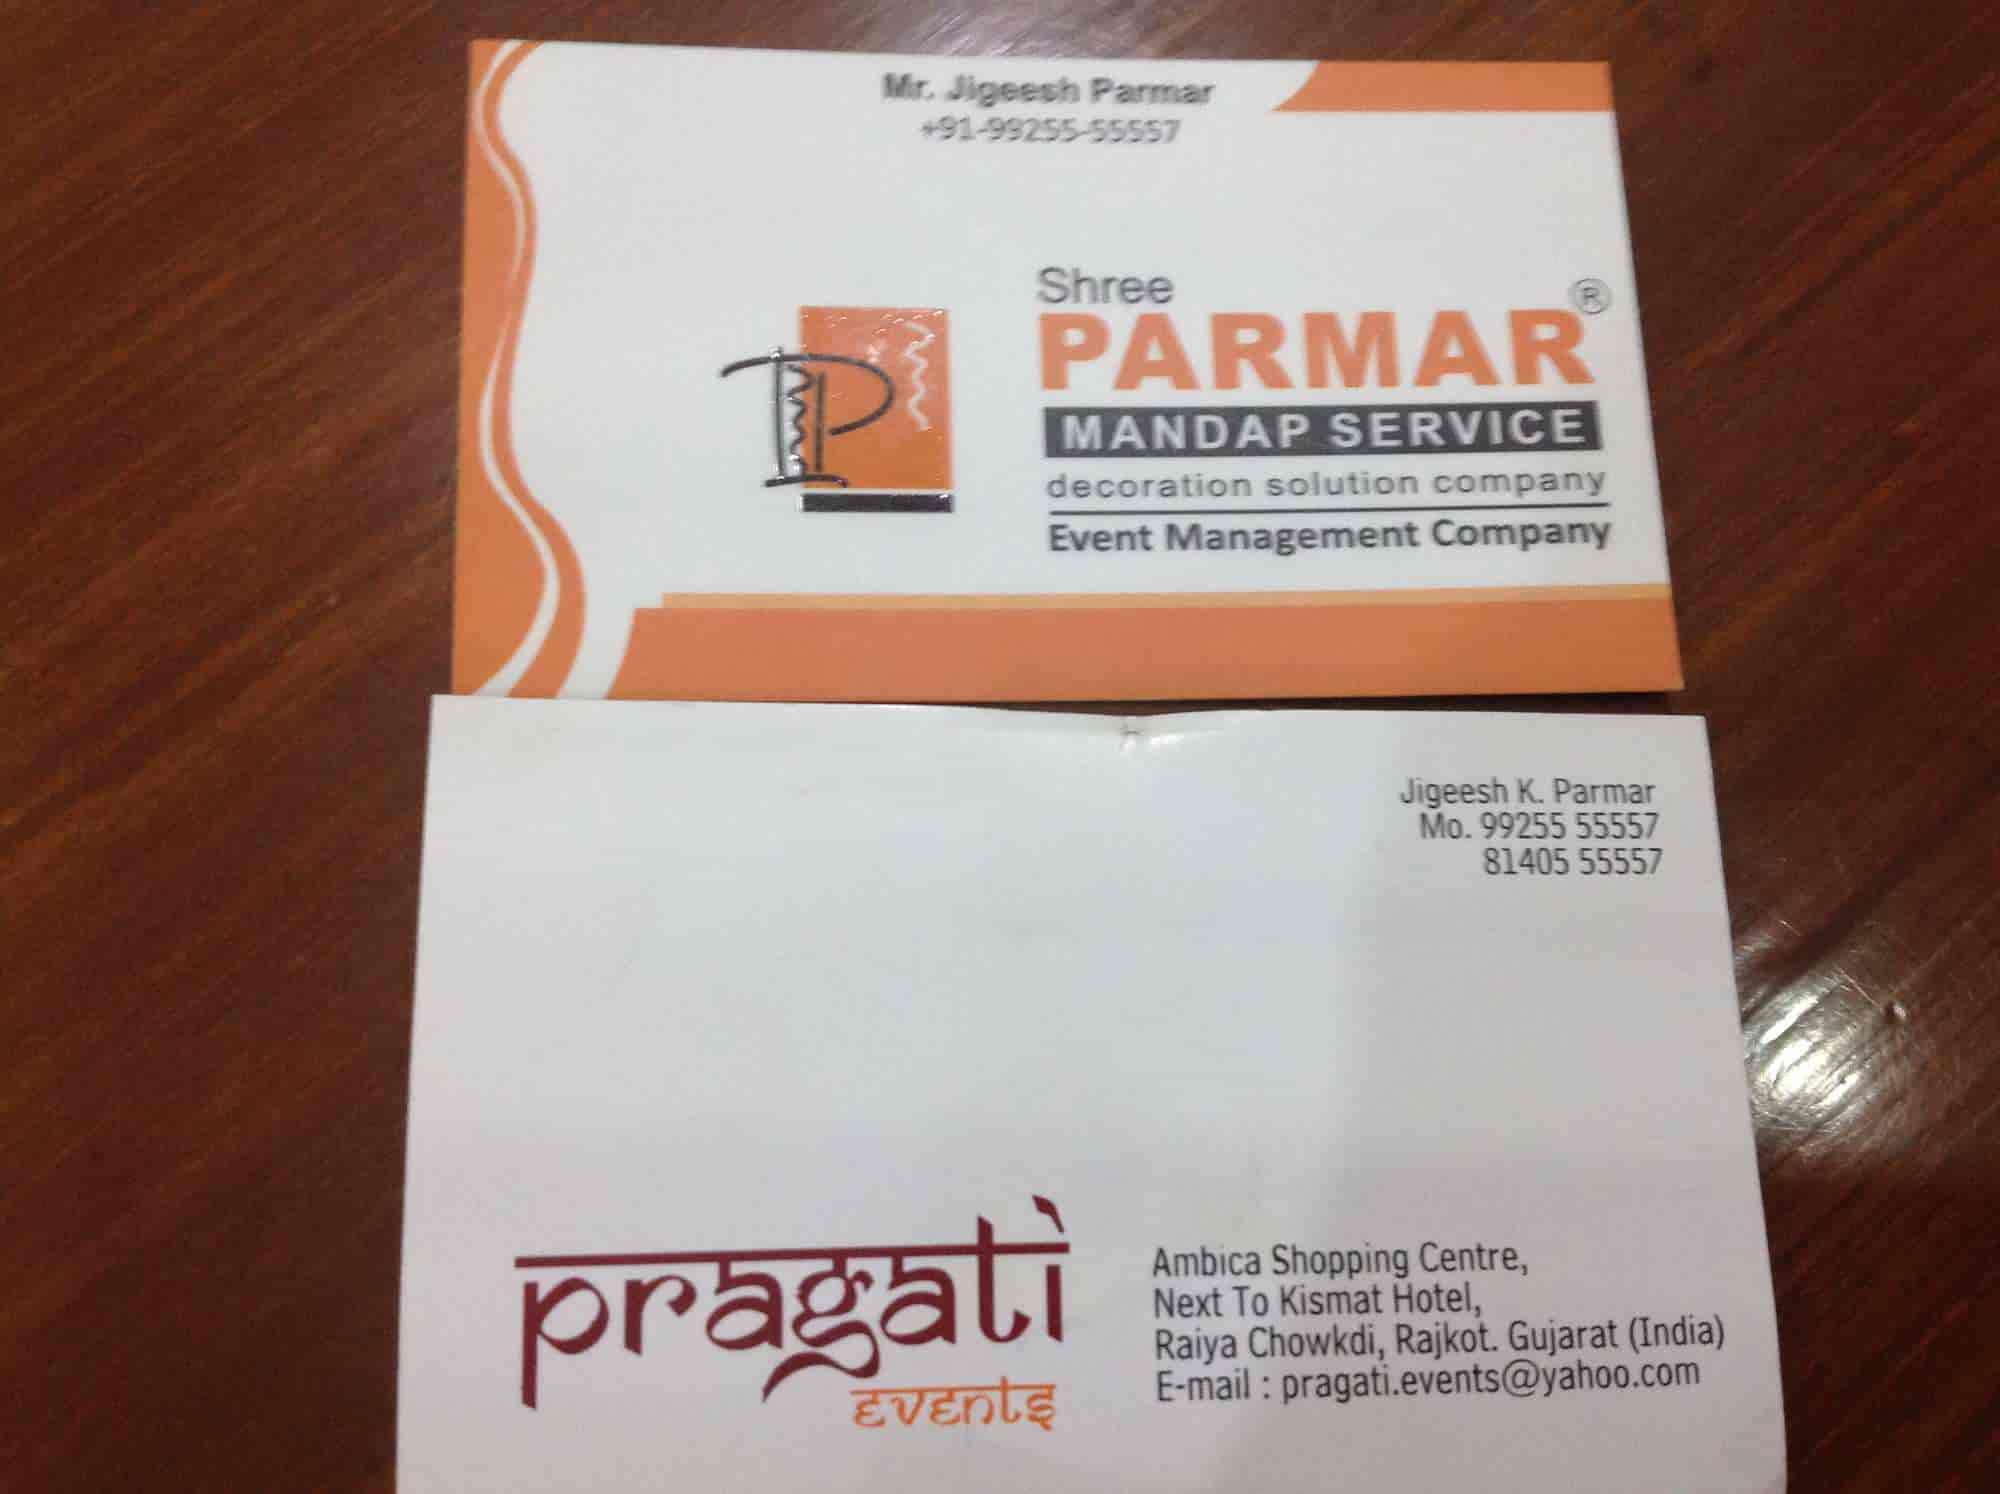 Mr. Jigeesh Parmar
+91-99255-55557
Shree
PARMAR®
MANDAP SERVICE
decoration solution company
Event Management Company
Jigeesh K. Parmar
Mo. 99255 55557
81405 55557
pragati
events
Ambica Shopping Centre,
Next To Kismat Hotel,
Raiya Chowkdi, Rajkot. Gujarat (India)
E-mail : pragati.events@yahoo.com